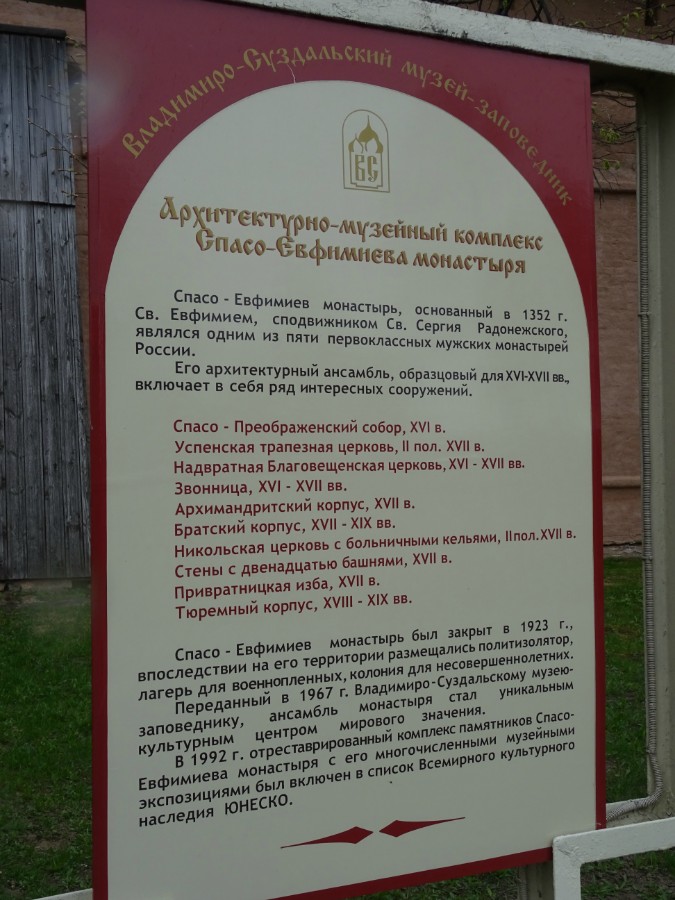 Владимиро-Суздальский музей-заповедник
ВС
Архитектурно-музейный комплекс
Спасо-Евфимиева монастыря
Спасо - Евфимиев монастырь, основанный в 1352 г.
Св. Евфимием, сподвижником Св. Сергия Радонежского,
являлся одним из пяти первоклассных мужских монастырей
России.
Его архитектурный ансамбль, образцовый для XVI-XVII вв.,
включает в себя ряд интересных сооружений.
Спасо - Преображенский собор, XVI в.
Успенская трапезная церковь, II пол. XVII в.
Надвратная Благовещенская церковь, XVI - XVII вв.
Звонница, XVI - XVII вв.
Архимандритский корпус, XVII в.
Братский корпус, XVII - XIX вв.
Никольская церковь с больничными кельями, II пол. XVII в.
Стены с двенадцатью башнями, XVII в.
Привратницкая изба, XVII в.
Тюремный корпус, XVIII - XIX вв.
Спасо - Евфимиев монастырь был закрыт в 1923 г.,
впоследствии на его территории размещались политизолятор,
лагерь для военнопленных, колония для несовершеннолетних.
Переданный в 1967 г. Владимиро-Суздальскому музею-
заповеднику, ансамбль монастыря стал уникальным
культурным центром мирового значения.
В 1992 г. отреставрированный комплекс памятников Спасо-
Евфимиева монастыря с его многочисленными музейными
экспозициями был включен в список Всемирного культурного
наследия ЮНЕСКО.